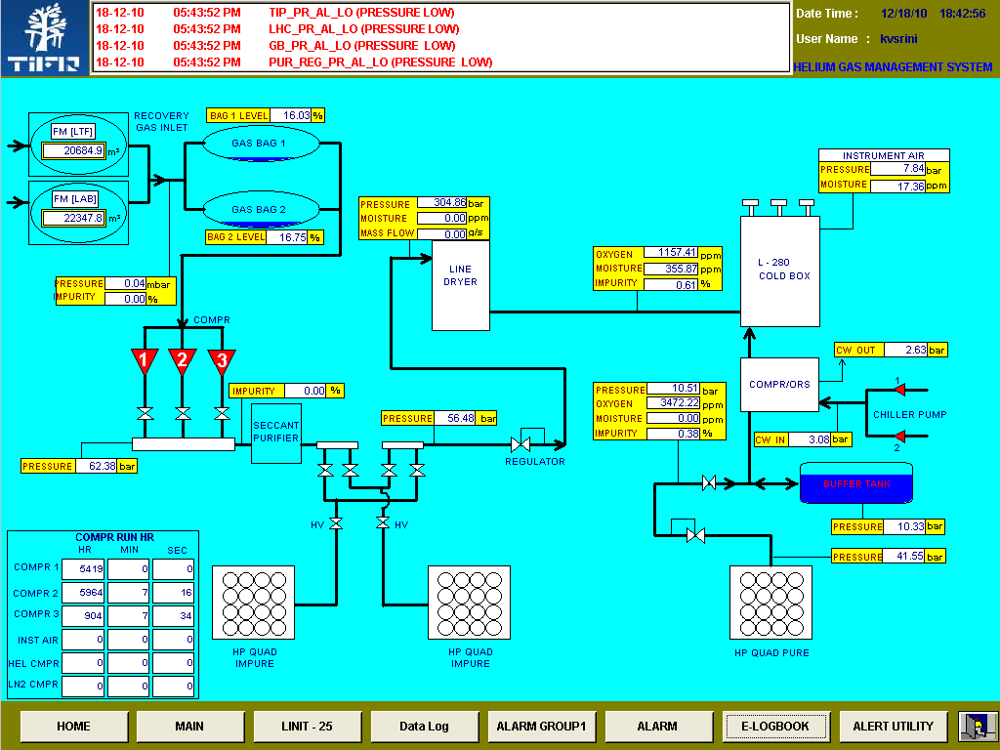 18-12-10 05:43:52 PM TIP_PR_AL_LO (PRESSURE LOW)
18-12-10 05:43:52 PM LHC_PR_AL_LO (PRESSURE LOW)
18-12-10 05:43:52 PM GB_PR_AL_LO (PRESSURE LOW)
18-12-10 05:43:52 PM PUR_REG_PR_AL_LO (PRESSURE LOW)
TIFR
Date Time : 12/18/10 18:42:56
User Name : kvsrini
HELIUM GAS MANAGEMENT SYSTEM
RECOVERY
GAS INLET
FM [LTF]
20684.9 m³
FM [LAB]
22347.8 m³
BAG 1 LEVEL 16.03 %
GAS BAG 1
GAS BAG 2
BAG 2 LEVEL 16.75 %
PRESSURE 0.04 mbar
IMPURITY 0.00 %
PRESSURE 304.86 bar
MOISTURE 0.00 ppm
MASS FLOW 0.00 g/s
LINE
DRYER
INSTRUMENT AIR
PRESSURE 7.84 bar
MOISTURE 17.36 ppm
OXYGEN 1157.41 ppm
MOISTURE 355.87 ppm
IMPURITY 0.61 %
L - 280
COLD BOX
COMPR
1 2 3
IMPURITY 0.00 %
SECCANT
PURIFIER
PRESSURE 62.38 bar
PRESSURE 56.48 bar
REGULATOR
HV
HV
CW OUT 2.63 bar
COMPR/ORS
PRESSURE 10.51 bar
OXYGEN 3472.22 ppm
MOISTURE 0.00 ppm
IMPURITY 0.38 %
1
CHILLER PUMP
2
CW IN 3.08 bar
BUFFER TANK
PRESSURE 10.33 bar
PRESSURE 41.55 bar
COMPR RUN HR
HR MIN SEC
COMPR 1 5419 0 0
COMPR 2 5964 7 16
COMPR 3 904 7 34
INST AIR 0 0 0
HEL CMPR 0 0 0
LN2 CMPR 0 0 0
HP QUAD
IMPURE
HP QUAD
IMPURE
HP QUAD PURE
HOME MAIN LINIT - 25 Data Log ALARM GROUP1 ALARM E-LOGBOOK ALERT UTILITY